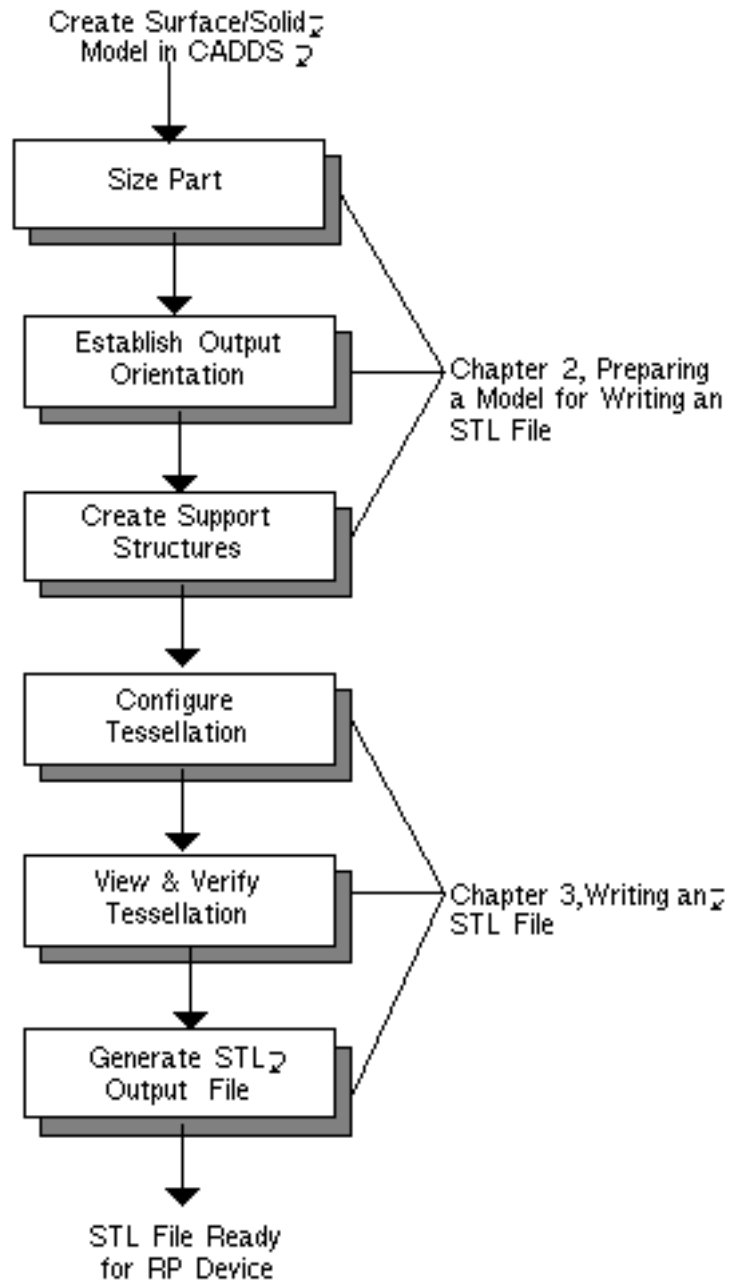 Create Surface/Solid
Model in CADDS
Size Part
Establish Output
Orientation
Create Support
Structures
Chapter 2, Preparing
a Model for Writing an
STL File
Configure
Tessellation
View & Verify
Tessellation
Generate STL
Output File
Chapter 3,Writing an
STL File
STL File Ready
for RP Device